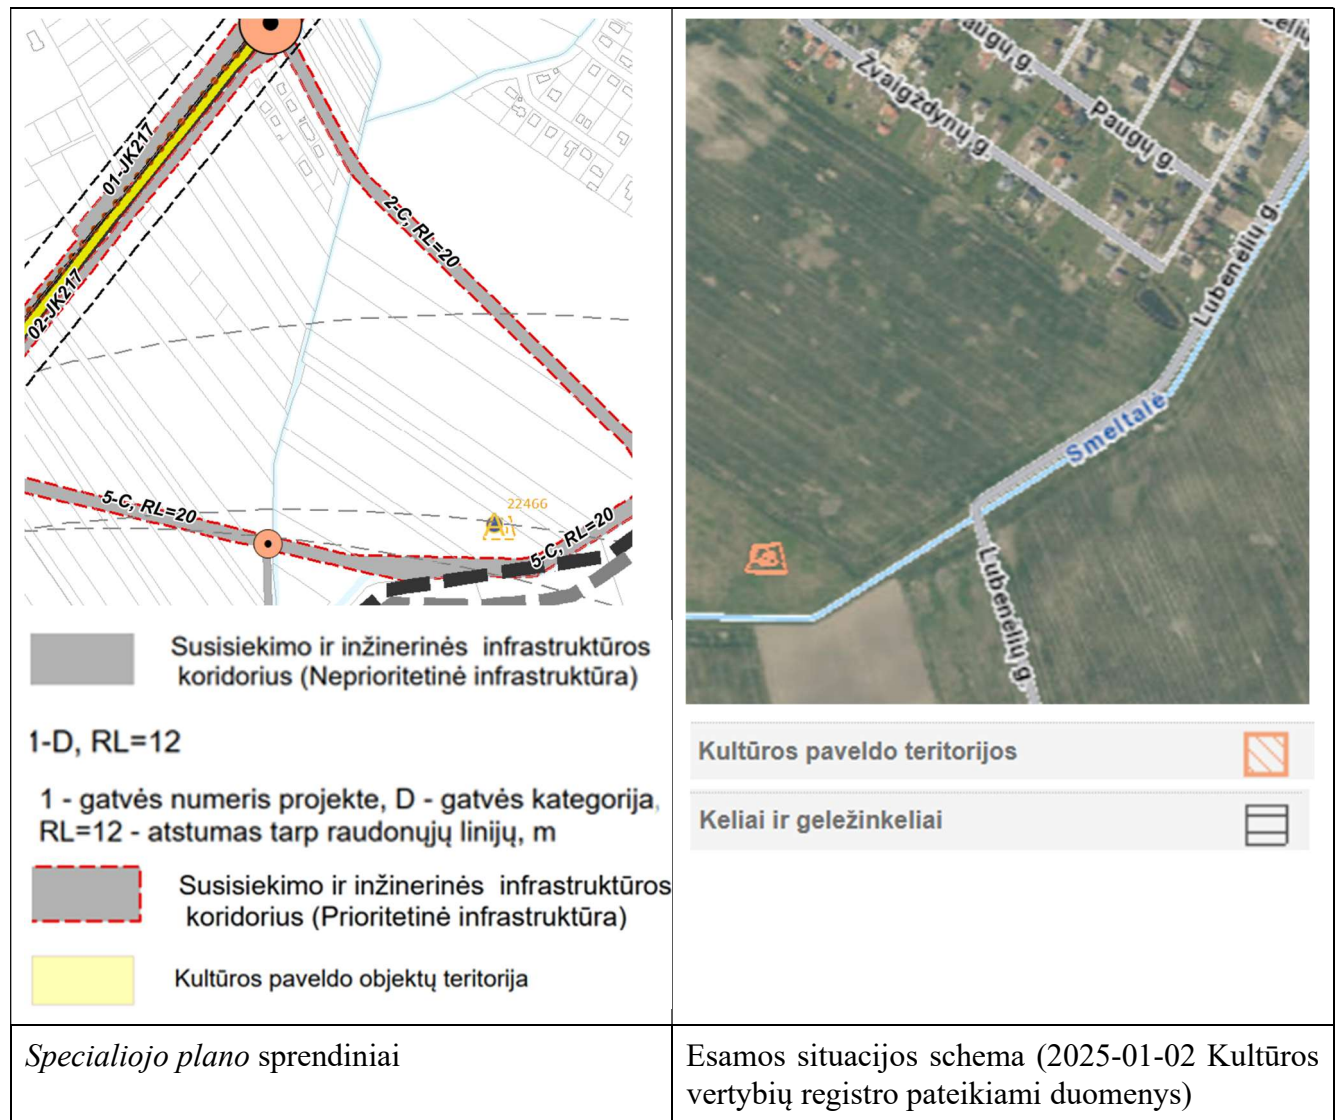 01-JK217
02-JK217
2-C, RL=20
5-C, RL=20
22466
5-C, RL=20
Susisiekimo ir inžinerinės infrastruktūros
koridorius (Neprioritetinė infrastruktūra)
1-D, RL=12
1 - gatvės numeris projekte, D - gatvės kategorija,
RL=12 - atstumas tarp raudonųjų linijų, m
Susisiekimo ir inžinerinės infrastruktūros
koridorius (Prioritetinė infrastruktūra)
Kultūros paveldo objektų teritorija
Specialiojo plano sprendiniai
Paugų g.
Žvaigždynų g.
Paugų g.
Lubenėlių g.
Smeltalė
Lubenėlių g.
Kultūros paveldo teritorijos
Keliai ir geležinkeliai
Esamos situacijos schema (2025-01-02 Kultūros
vertybių registro pateikiami duomenys)